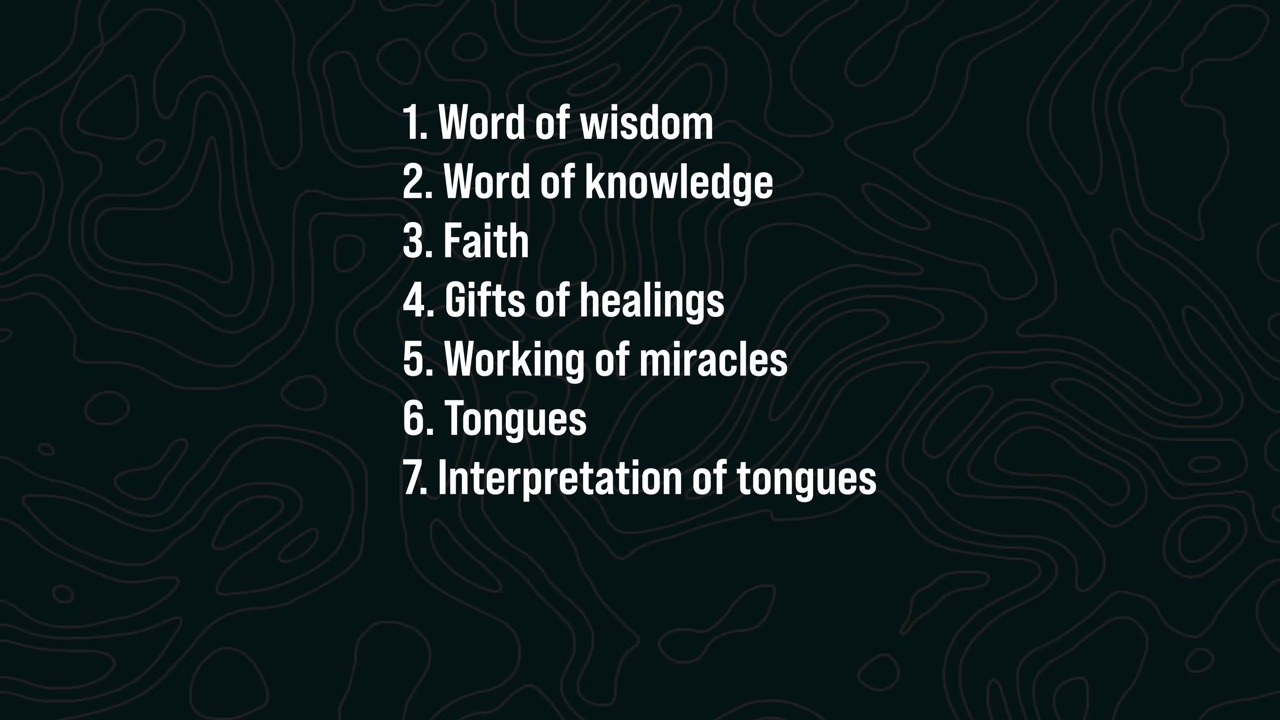 1. Word of wisdom
2. Word of knowledge
3. Faith
4. Gifts of healings
5. Working of miracles
6. Tongues
7. Interpretation of tongues